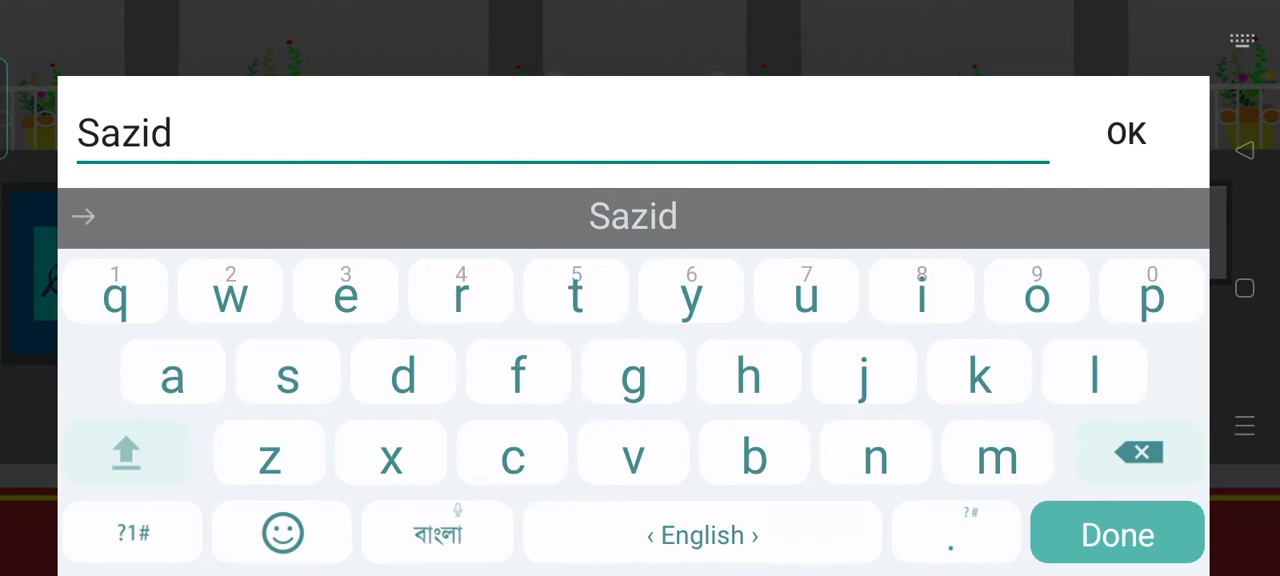 Sazid
OK
Sazid
1 2 3 4 5 6 7 8 9 0
q w e r t y u i o p
a s d f g h j k l
z x c v b n m
?1# বাংলা ‹ English › ?# . Done